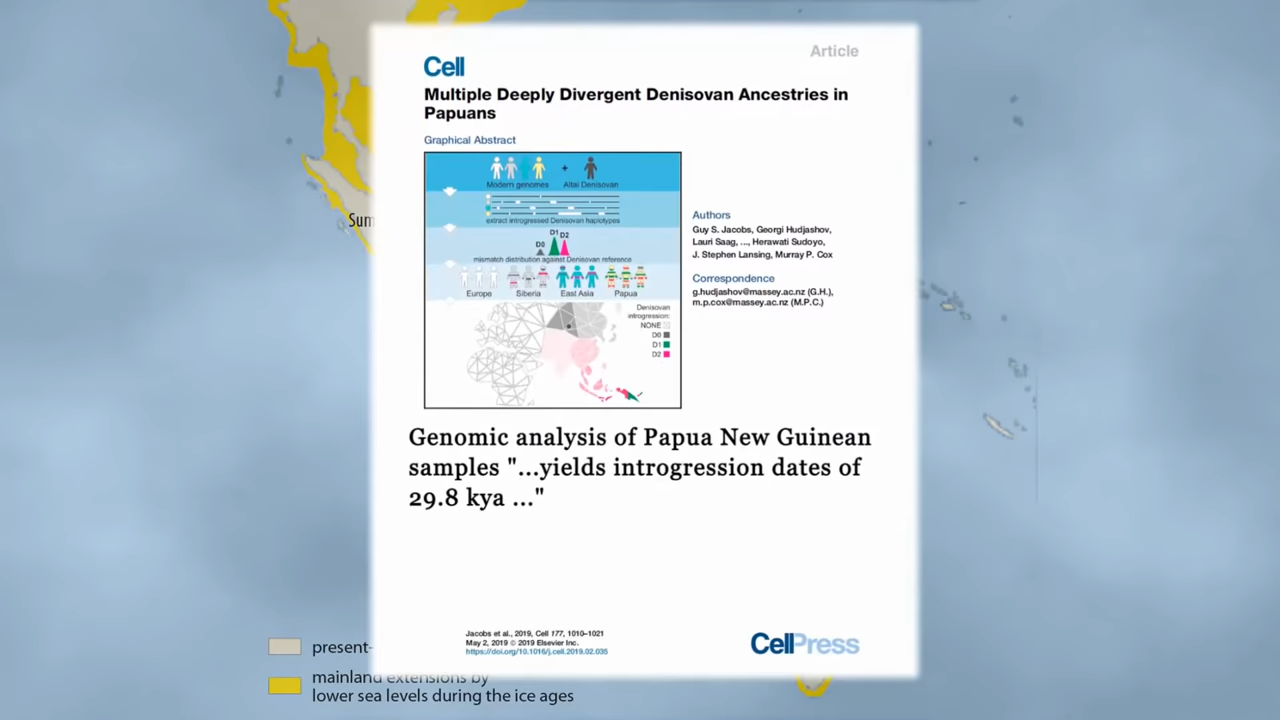 Article
Cell
Multiple Deeply Divergent Denisovan Ancestries in
Papuans
Graphical Abstract
Modern genomes + Altai Denisovan
extract introgressed Denisovan haplotypes
D0 D1 D2
mismatch distribution against Denisovan reference
Europe Siberia East Asia Papua
Denisovan
introgression:
NONE
D0
D1
D2
Authors
Guy S. Jacobs, Georgi Hudjashov,
Lauri Saag, ..., Herawati Sudoyo,
J. Stephen Lansing, Murray P. Cox
Correspondence
g.hudjashov@massey.ac.nz (G.H.),
m.p.cox@massey.ac.nz (M.P.C.)
Sum
Genomic analysis of Papua New Guinean
samples "...yields introgression dates of
29.8 kya ..."
Jacobs et al., 2019, Cell 177, 1010–1021
May 2, 2019 © 2019 Elsevier Inc.
https://doi.org/10.1016/j.cell.2019.02.035
CellPress
present-
mainland extensions by
lower sea levels during the ice ages